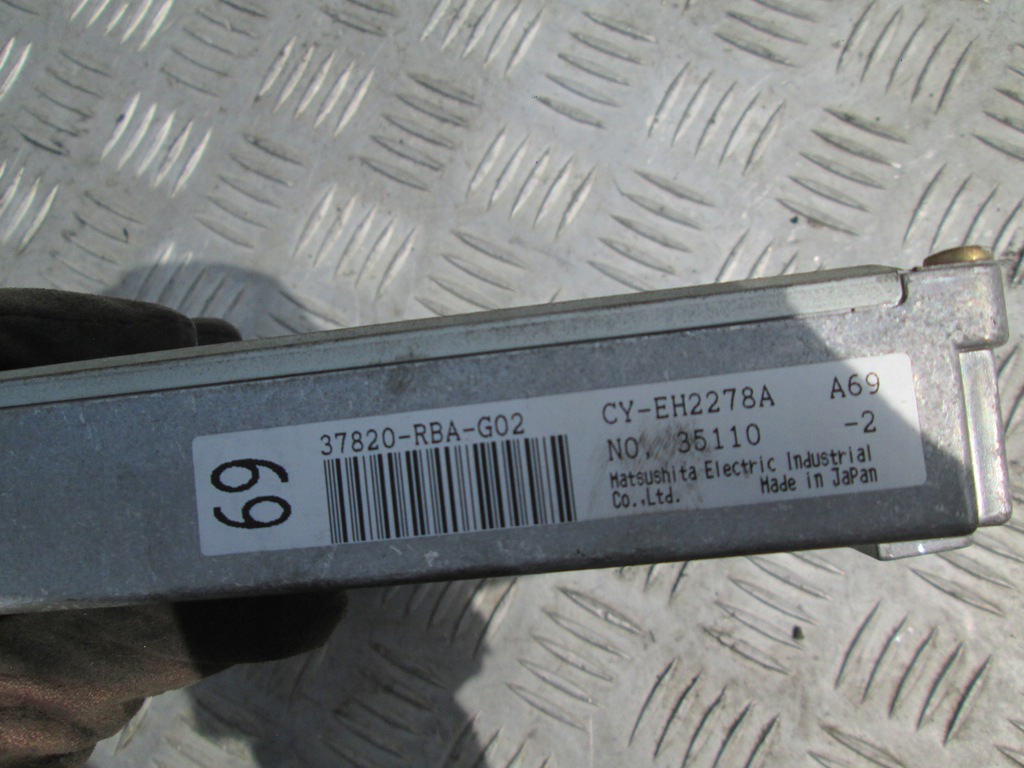 69
37820-RBA-G02
CY-EH2278A A69
NO. 35110 -2
Matsushita Electric Industrial
Co.,Ltd. Made in JaPan